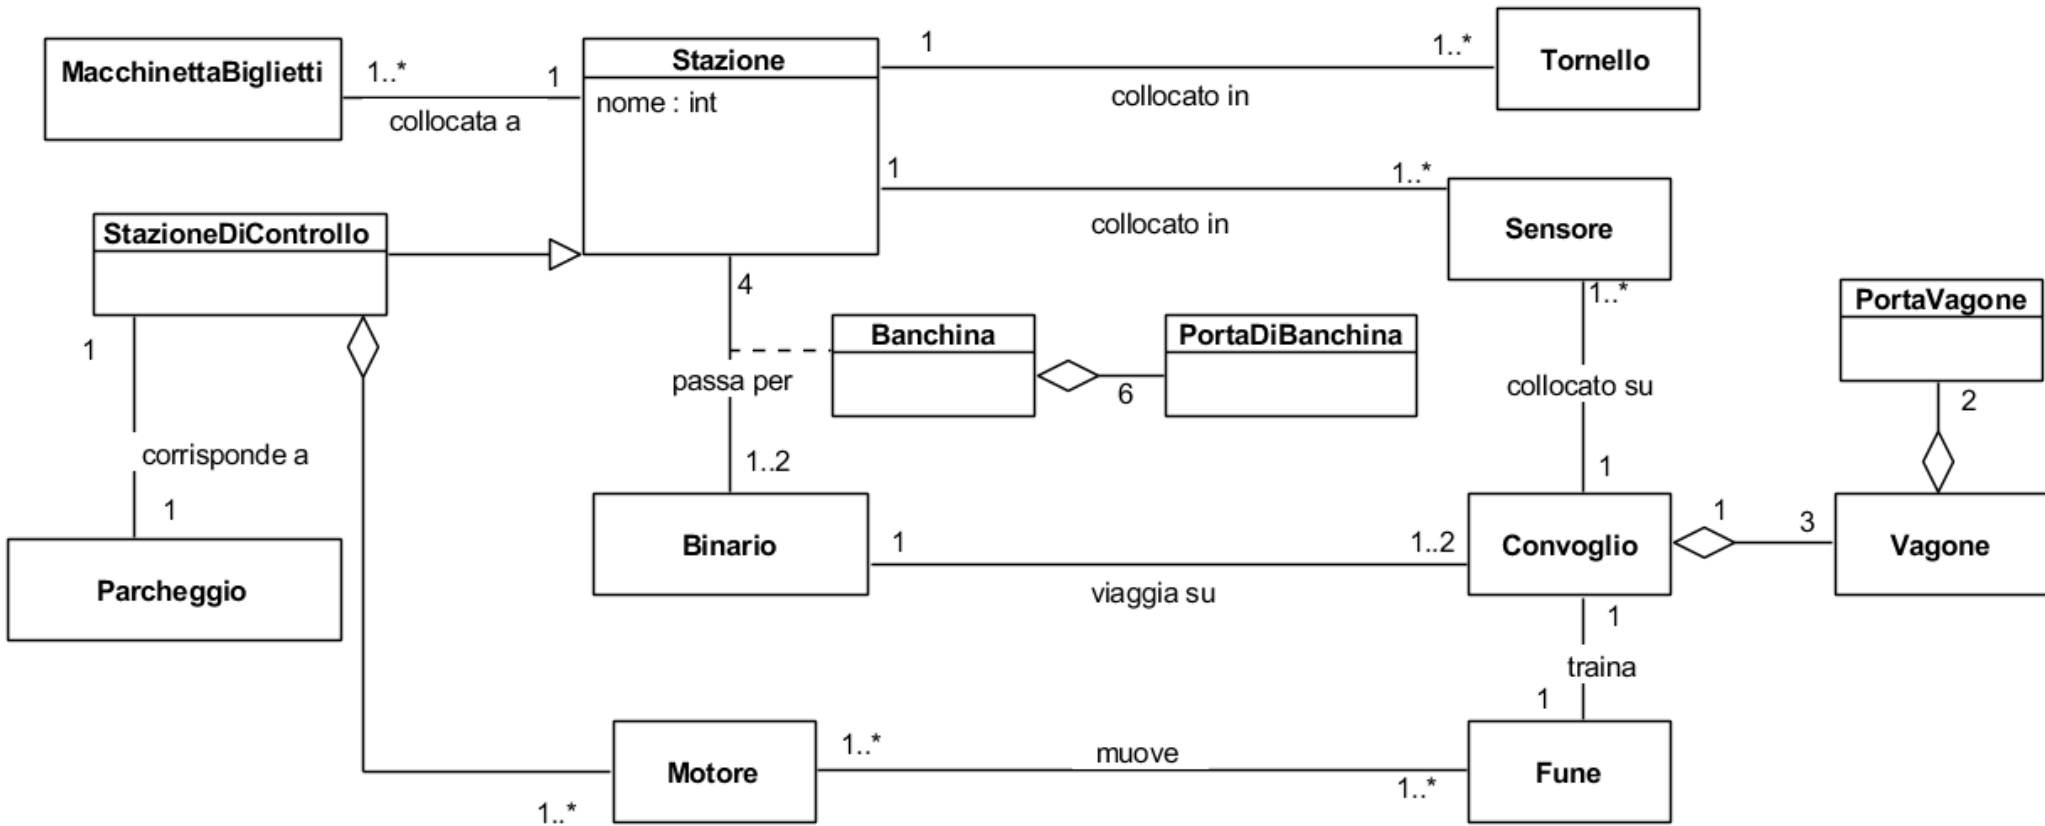 MacchinettaBiglietti
1..*
1
collocata a
Stazione
nome : int
1
1..*
collocato in
Tornello
1
1..*
collocato in
Sensore
StazioneDiControllo
4
Banchina
PortaDiBanchina
6
passa per
1..2
1..*
collocato su
1
PortaVagone
2
1
corrisponde a
1
Parcheggio
Binario
1
1..2
viaggia su
Convoglio
1
3
Vagone
1
traina
1
Motore
1..*
1..*
muove
1..*
Fune